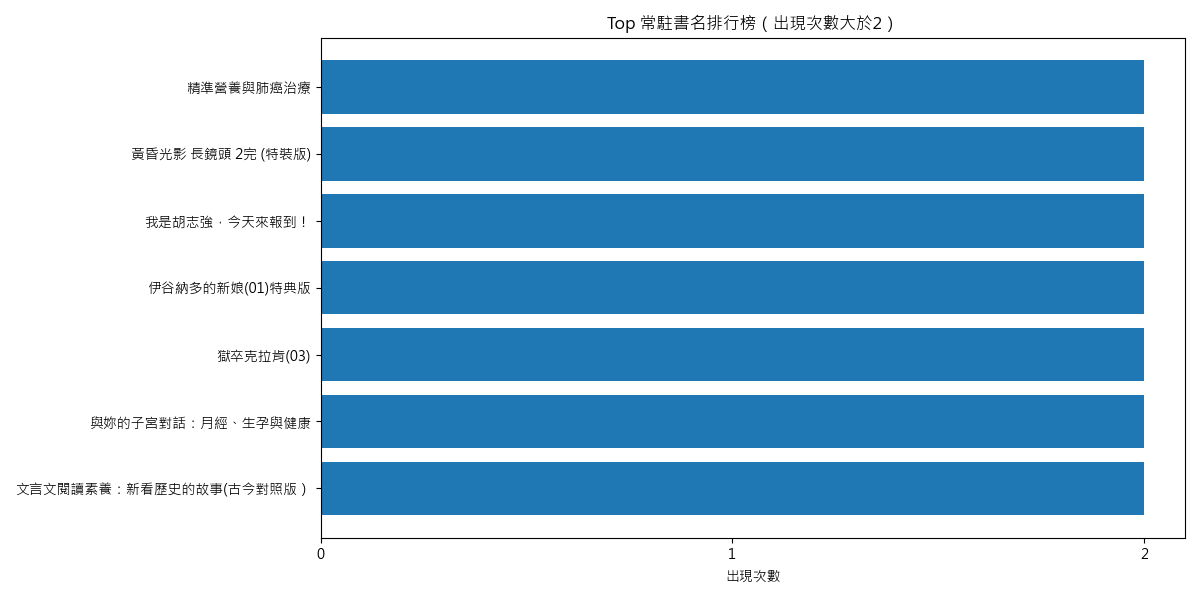 Top 常駐書名排行榜（出現次數大於2）
精準營養與肺癌治療
黃昏光影 長鏡頭 2完 (特裝版)
我是胡志強，今天來報到！
伊谷納多的新娘(01)特典版
獄卒克拉肯(03)
與妳的子宮對話：月經、生孕與健康
文言文閱讀素養：新看歷史的故事(古今對照版）
0 1 2
出現次數